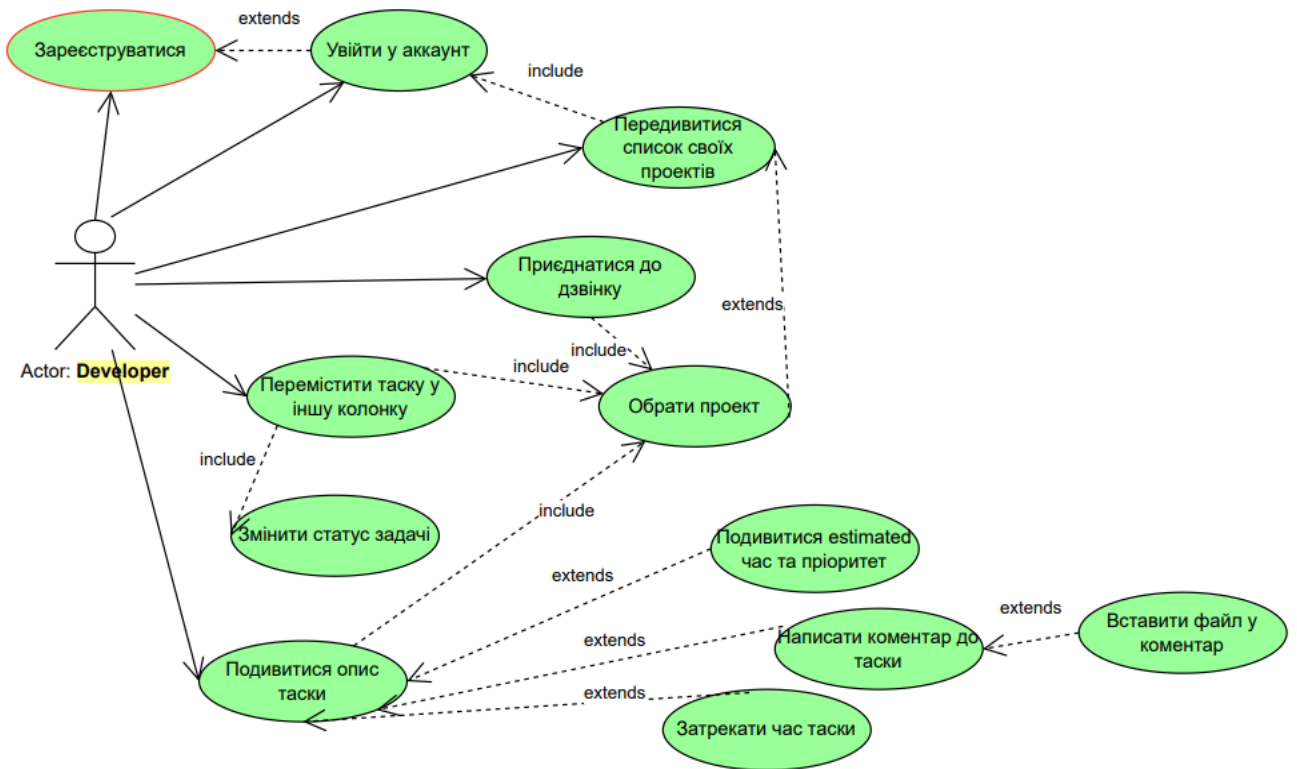 extends
Зареєструватися
Увійти у аккаунт
include
Передивитися
список своїх
проектів
Приєднатися до
дзвінку
extends
include
include
Actor: Developer
Перемістити таску у
іншу колонку
Обрати проект
include
include
Змінити статус задачі
Подивитися estimated
час та пріоритет
extends
extends
Вставити файл у
коментар
Написати коментар до
таски
extends
Подивитися опис
таски
extends
Затрекати час таски